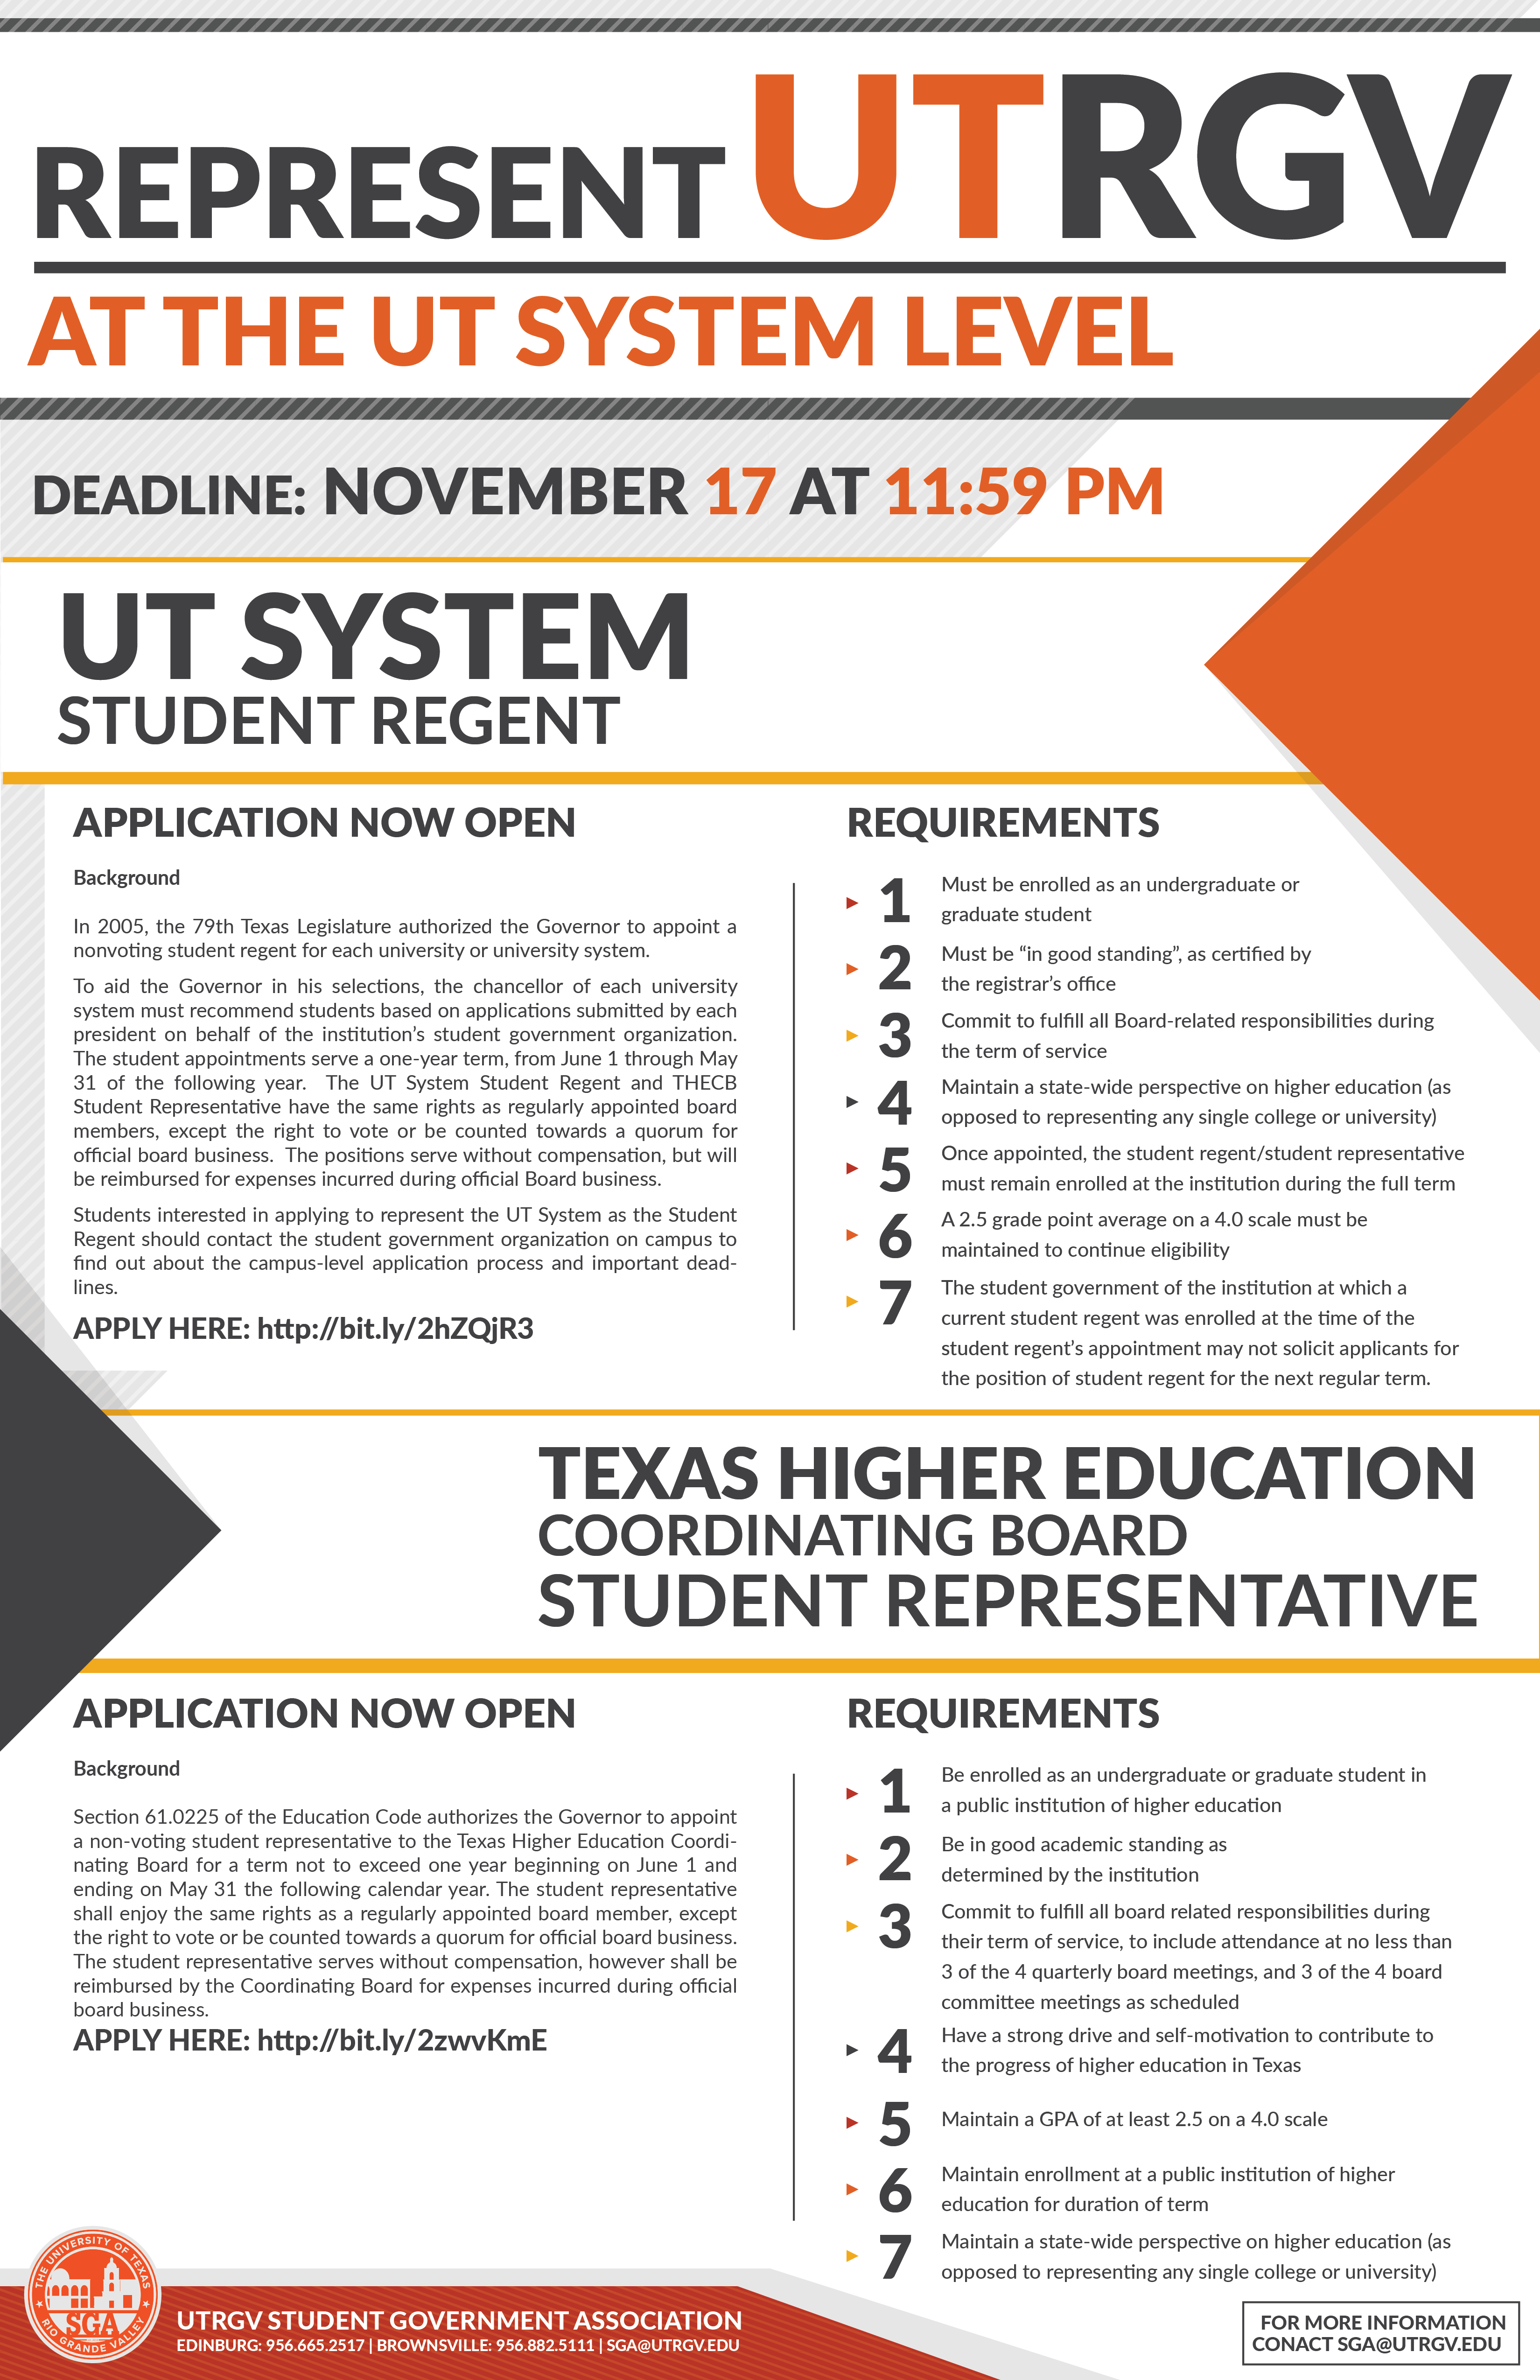 REPRESENT UTRGV
AT THE UT SYSTEM LEVEL
DEADLINE: NOVEMBER 17 AT 11:59 PM
UT SYSTEM
STUDENT REGENT
APPLICATION NOW OPEN
Background
In 2005, the 79th Texas Legislature authorized the Governor to appoint a
nonvoting student regent for each university or university system.
To aid the Governor in his selections, the chancellor of each university
system must recommend students based on applications submitted by each
president on behalf of the institution's student government organization.
The student appointments serve a one-year term, from June 1 through May
31 of the following year. The UT System Student Regent and THECB
Student Representative have the same rights as regularly appointed board
members, except the right to vote or be counted towards a quorum for
official board business. The positions serve without compensation, but will
be reimbursed for expenses incurred during official Board business.
Students interested in applying to represent the UT System as the Student
Regent should contact the student government organization on campus to
find out about the campus-level application process and important dead-
lines.
APPLY HERE: http://bit.ly/2hZQjR3
REQUIREMENTS
1 Must be enrolled as an undergraduate or
graduate student
2 Must be “in good standing”, as certified by
the registrar's office
3 Commit to fulfill all Board-related responsibilities during
the term of service
4 Maintain a state-wide perspective on higher education (as
opposed to representing any single college or university)
5 Once appointed, the student regent/student representative
must remain enrolled at the institution during the full term
6 A 2.5 grade point average on a 4.0 scale must be
maintained to continue eligibility
7 The student government of the institution at which a
current student regent was enrolled at the time of the
student regent's appointment may not solicit applicants for
the position of student regent for the next regular term.
TEXAS HIGHER EDUCATION
COORDINATING BOARD
STUDENT REPRESENTATIVE
APPLICATION NOW OPEN
Background
Section 61.0225 of the Education Code authorizes the Governor to appoint
a non-voting student representative to the Texas Higher Education Coordi-
nating Board for a term not to exceed one year beginning on June 1 and
ending on May 31 the following calendar year. The student representative
shall enjoy the same rights as a regularly appointed board member, except
the right to vote or be counted towards a quorum for official board business.
The student representative serves without compensation, however shall be
reimbursed by the Coordinating Board for expenses incurred during official
board business.
APPLY HERE: http://bit.ly/2zwvKmE
REQUIREMENTS
1 Be enrolled as an undergraduate or graduate student in
a public institution of higher education
2 Be in good academic standing as
determined by the institution
3 Commit to fulfill all board related responsibilities during
their term of service, to include attendance at no less than
3 of the 4 quarterly board meetings, and 3 of the 4 board
committee meetings as scheduled
4 Have a strong drive and self-motivation to contribute to
the progress of higher education in Texas
5 Maintain a GPA of at least 2.5 on a 4.0 scale
6 Maintain enrollment at a public institution of higher
education for duration of term
7 Maintain a state-wide perspective on higher education (as
opposed to representing any single college or university)
THE UNIVERSITY OF TEXAS
SGA
RIO GRANDE VALLEY
UTRGV STUDENT GOVERNMENT ASSOCIATION
EDINBURG: 956.665.2517 | BROWNSVILLE: 956.882.5111 | SGA@UTRGV.EDU
FOR MORE INFORMATION
CONACT SGA@UTRGV.EDU